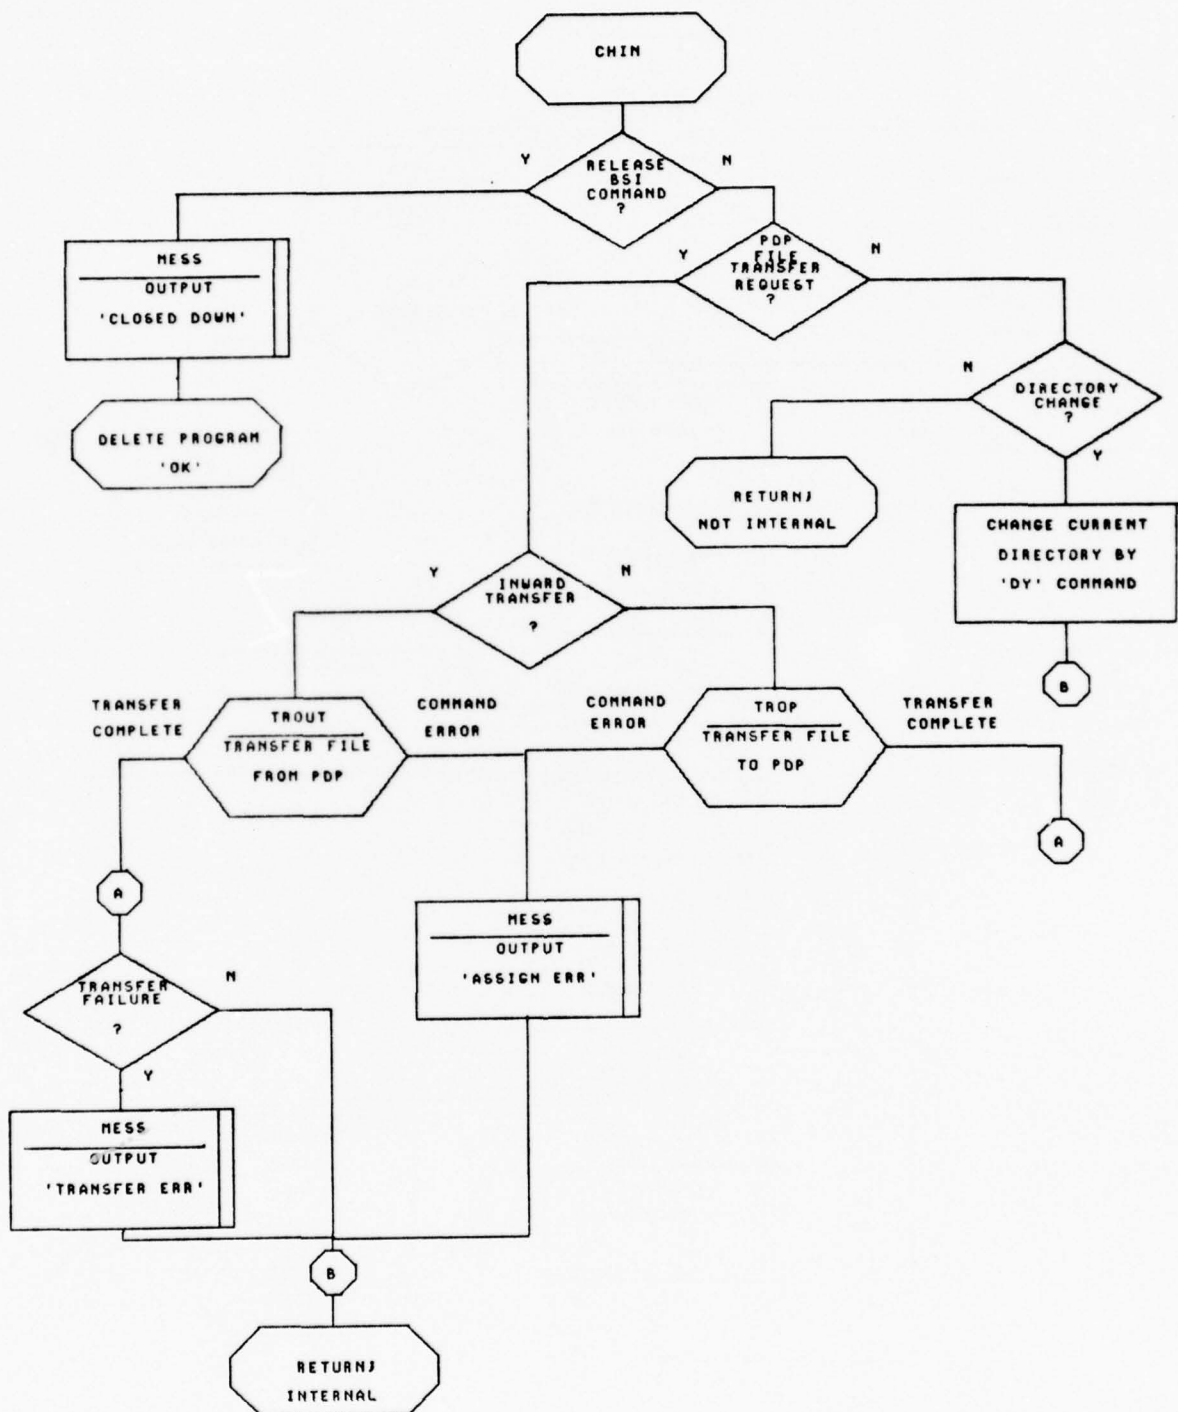 CHIN
Y
RELEASE
BSI
COMMAND
?
N
MESS
OUTPUT
'CLOSED DOWN'
Y
PDP
FILE
TRANSFER
REQUEST
?
N
DELETE PROGRAM
'OK'
N
DIRECTORY
CHANGE
?
Y
RETURN;
NOT INTERNAL
CHANGE CURRENT
DIRECTORY BY
'DY' COMMAND
B
Y
INWARD
TRANSFER
?
N
TRANSFER
COMPLETE
TROUT
TRANSFER FILE
FROM PDP
COMMAND
ERROR
COMMAND
ERROR
TROP
TRANSFER FILE
TO PDP
TRANSFER
COMPLETE
A
A
MESS
OUTPUT
'ASSIGN ERR'
TRANSFER
FAILURE
?
N
Y
MESS
OUTPUT
'TRANSFER ERR'
B
RETURN;
INTERNAL